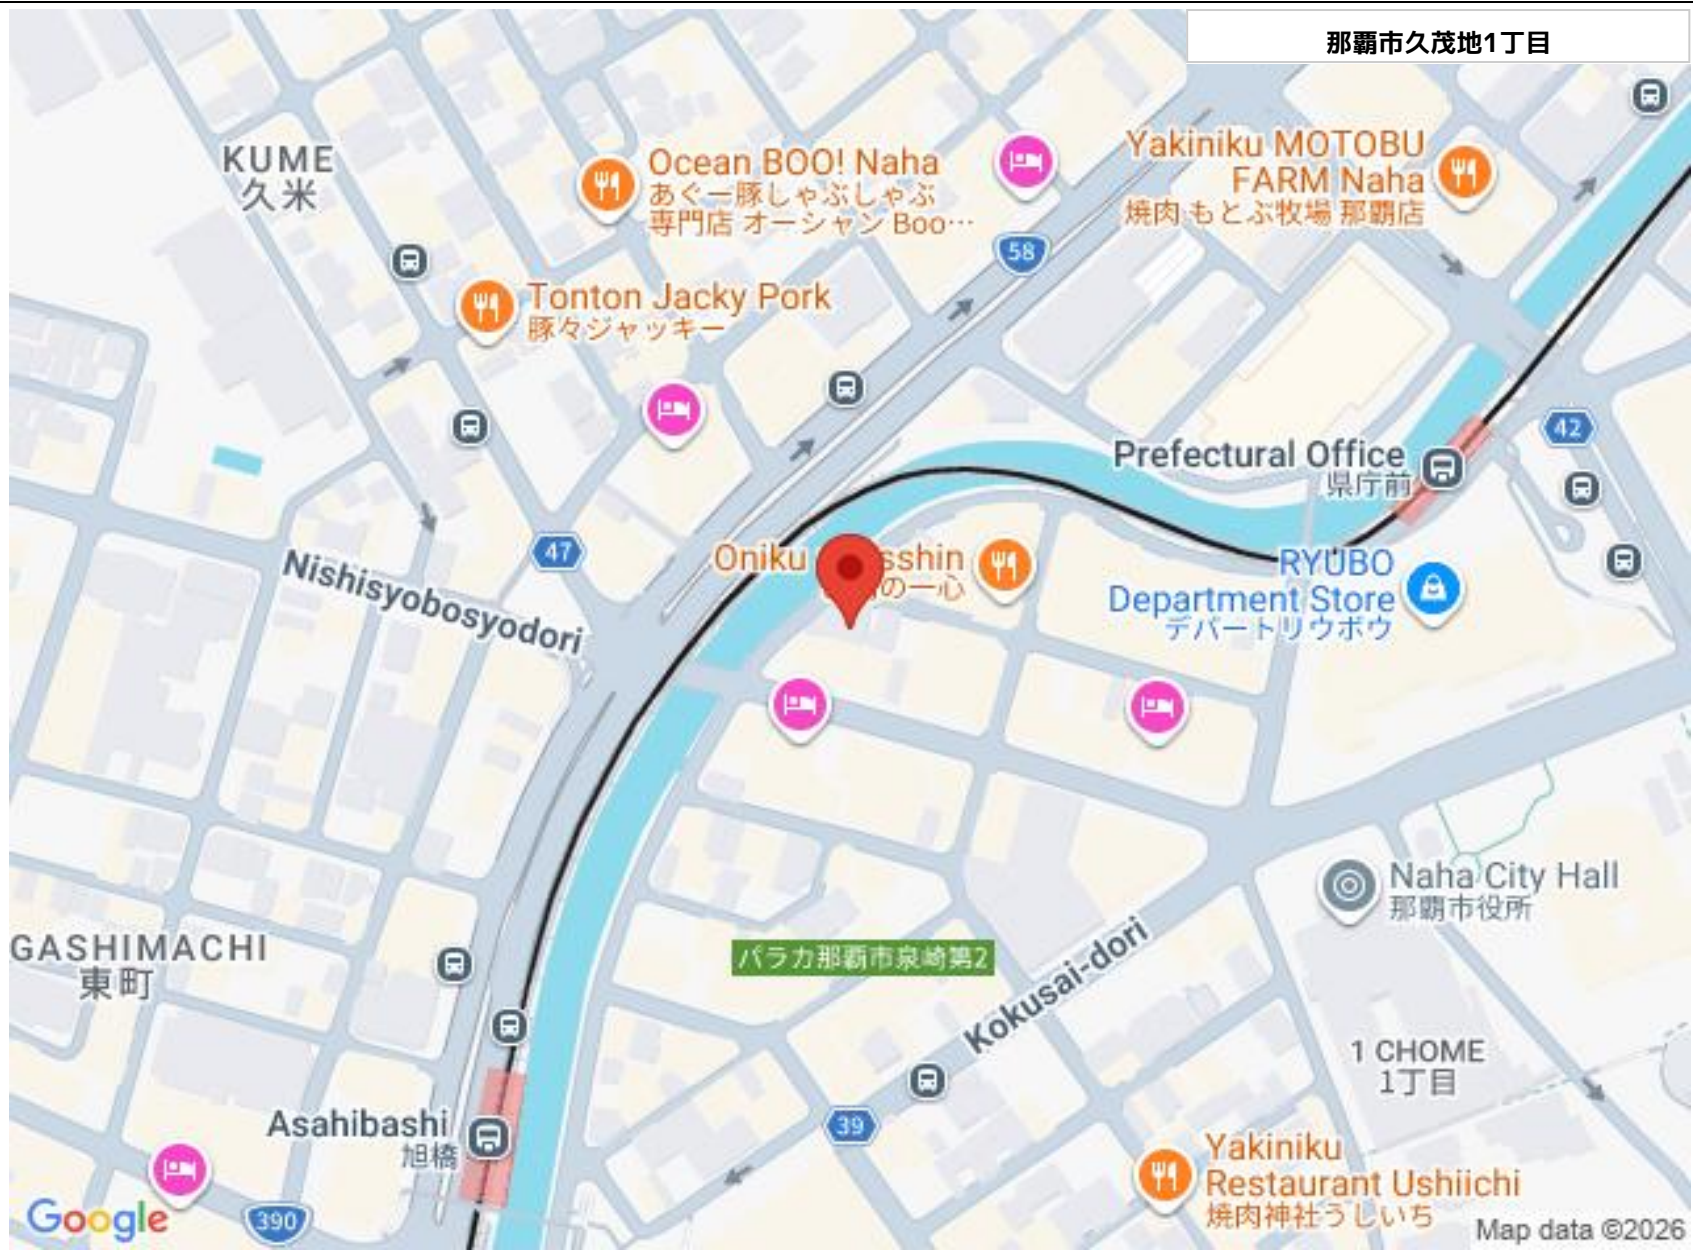 那覇市久茂地1丁目
KUME
久米
Ocean BOO! Naha
あぐー豚しゃぶしゃぶ
専門店 オーシャン Boo…
Yakiniku MOTOBU
FARM Naha
焼肉 もとぶ牧場 那覇店
58
Tonton Jacky Pork
豚々ジャッキー
42
Prefectural Office
県庁前
47
Nishisyobosyodori
Oniku
sshin
の一心
RYUBO
Department Store
デパートリウボウ
Naha City Hall
那覇市役所
GASHIMACHI
東町
パラカ那覇市泉崎第2
Kokusai-dori
1 CHOME
1丁目
Asahibashi
旭橋
39
Yakiniku
Restaurant Ushiichi
焼肉神社うしいち
390
Google
Map data ©2026